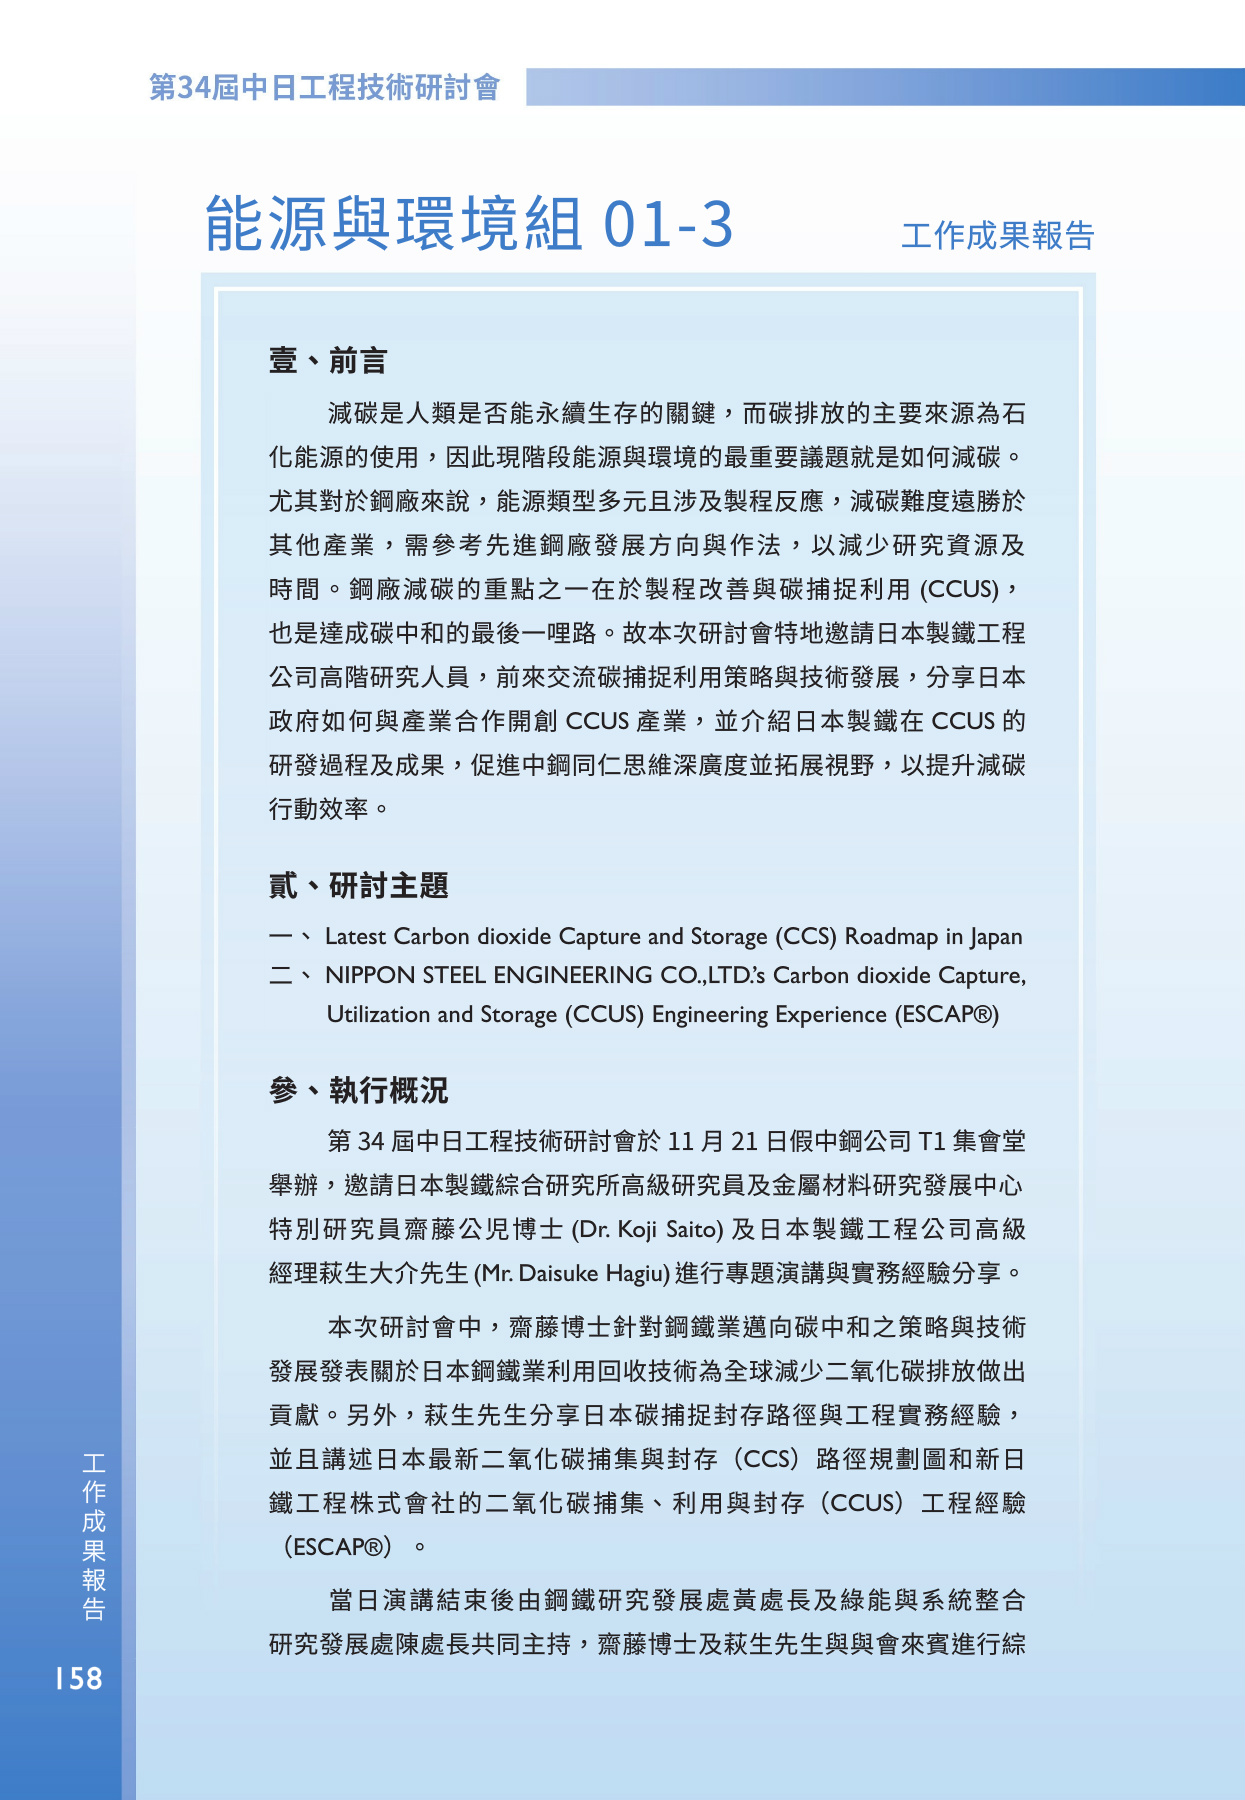 第34屆中日工程技術研討會
能源與環境組 01-3
工作成果報告
壹、前言
減碳是人類是否能永續生存的關鍵，而碳排放的主要來源為石
化能源的使用，因此現階段能源與環境的最重要議題就是如何減碳。
尤其對於鋼廠來說，能源類型多元且涉及製程反應，減碳難度遠勝於
其他產業，需參考先進鋼廠發展方向與作法，以減少研究資源及
時間。鋼廠減碳的重點之一在於製程改善與碳捕捉利用 (CCUS)，
也是達成碳中和的最後一哩路。故本次研討會特地邀請日本製鐵工程
公司高階研究人員，前來交流碳捕捉利用策略與技術發展，分享日本
政府如何與產業合作開創 CCUS 產業，並介紹日本製鐵在 CCUS 的
研發過程及成果，促進中鋼同仁思維深廣度並拓展視野，以提升減碳
行動效率。
貳、研討主題
一、 Latest Carbon dioxide Capture and Storage (CCS) Roadmap in Japan
二、 NIPPON STEEL ENGINEERING CO.,LTD.'s Carbon dioxide Capture,
Utilization and Storage (CCUS) Engineering Experience (ESCAP®)
參、執行概況
第 34 屆中日工程技術研討會於 11 月 21 日假中鋼公司 T1 集會堂
舉辦，邀請日本製鐵綜合研究所高級研究員及金屬材料研究發展中心
特別研究員齋藤公児博士 (Dr. Koji Saito) 及日本製鐵工程公司高級
經理萩生大介先生 (Mr. Daisuke Hagiu) 進行專題演講與實務經驗分享。
本次研討會中，齋藤博士針對鋼鐵業邁向碳中和之策略與技術
發展發表關於日本鋼鐵業利用回收技術為全球減少二氧化碳排放做出
貢獻。另外，萩生先生分享日本碳捕捉封存路徑與工程實務經驗，
並且講述日本最新二氧化碳捕集與封存（CCS）路徑規劃圖和新日
鐵工程株式會社的二氧化碳捕集、利用與封存（CCUS）工程經驗
（ESCAP®）。
當日演講結束後由鋼鐵研究發展處黃處長及綠能與系統整合
研究發展處陳處長共同主持，齋藤博士及萩生先生與與會來賓進行綜
工作成果報告
158